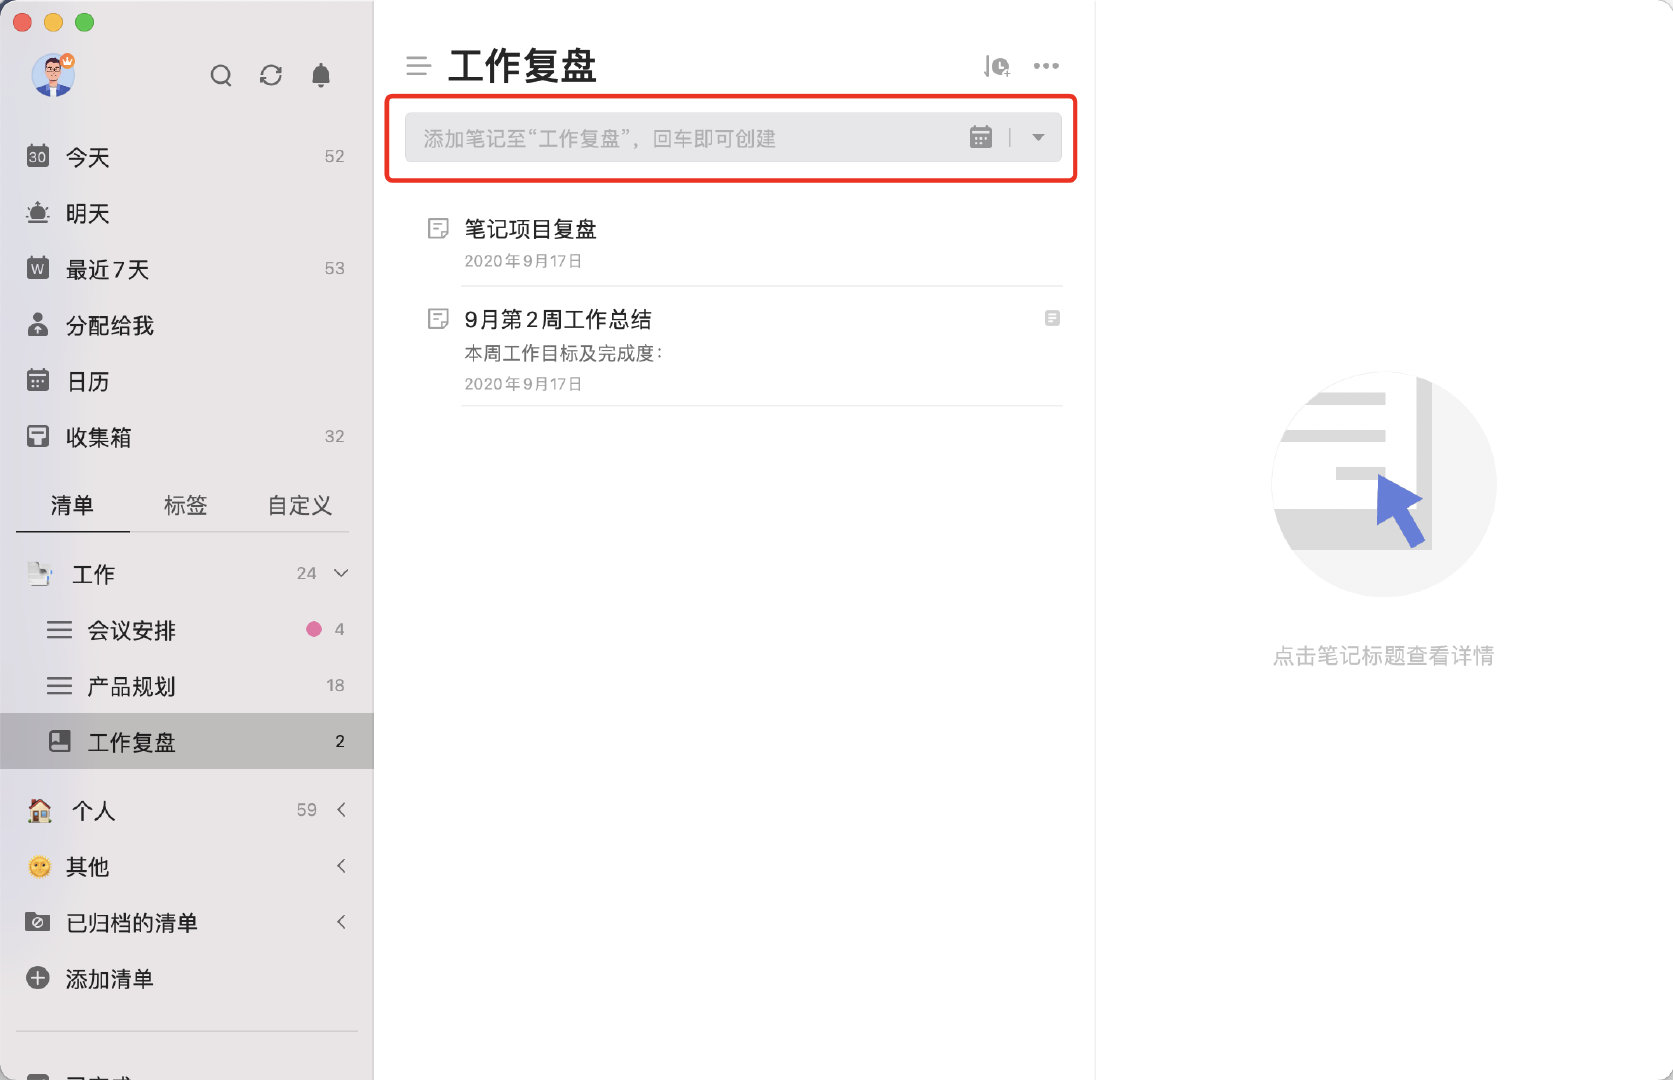 30 今天 52
明天
W 最近7天 53
分配给我
日历
收集箱 32
清单 标签 自定义
工作 24
会议安排 4
产品规划 18
工作复盘 2
个人 59
其他
已归档的清单
添加清单
已完成
工作复盘
添加笔记至“工作复盘”，回车即可创建
笔记项目复盘
2020年9月17日
9月第2周工作总结
本周工作目标及完成度：
2020年9月17日
点击笔记标题查看详情